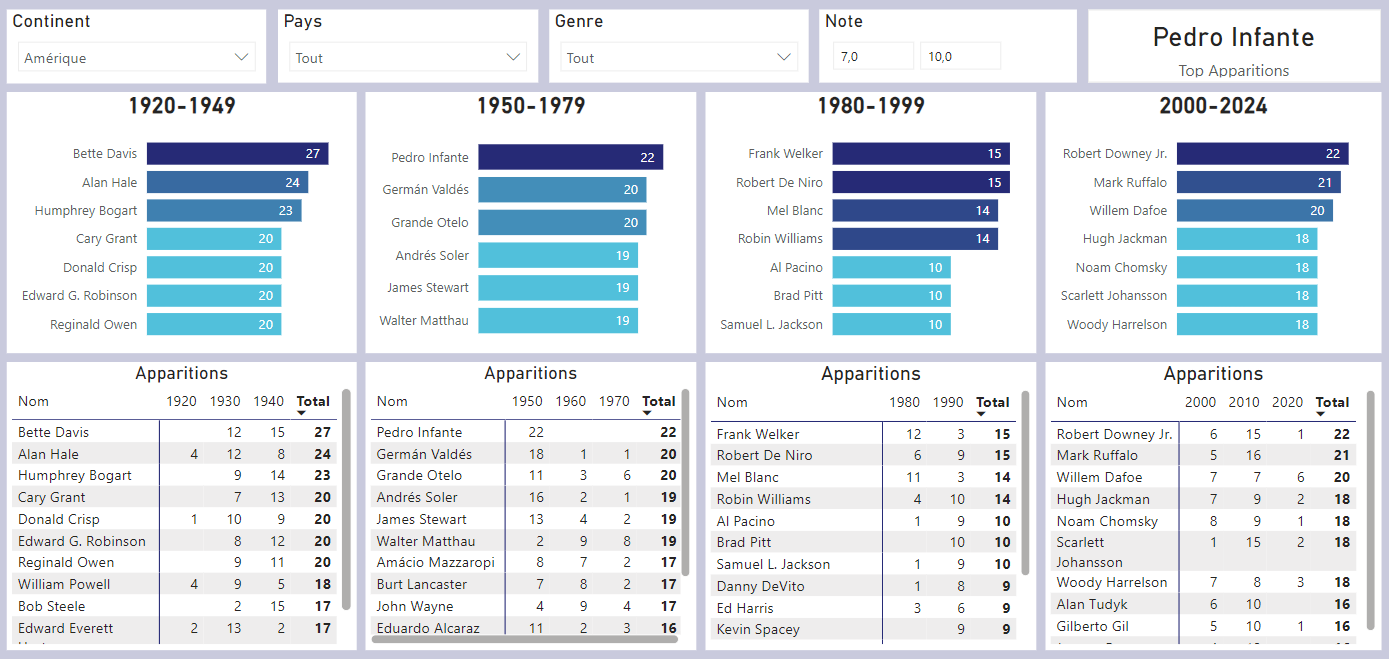 Continent
Amérique
Pays
Tout
Genre
Tout
Note
7,0 10,0
Pedro Infante
Top Apparitions
1920-1949
Bette Davis 27
Alan Hale 24
Humphrey Bogart 23
Cary Grant 20
Donald Crisp 20
Edward G. Robinson 20
Reginald Owen 20
1950-1979
Pedro Infante 22
Germán Valdés 20
Grande Otelo 20
Andrés Soler 19
James Stewart 19
Walter Matthau 19
1980-1999
Frank Welker 15
Robert De Niro 15
Mel Blanc 14
Robin Williams 14
Al Pacino 10
Brad Pitt 10
Samuel L. Jackson 10
2000-2024
Robert Downey Jr. 22
Mark Ruffalo 21
Willem Dafoe 20
Hugh Jackman 18
Noam Chomsky 18
Scarlett Johansson 18
Woody Harrelson 18
Apparitions
Nom 1920 1930 1940 Total
Bette Davis 12 15 27
Alan Hale 4 12 8 24
Humphrey Bogart 9 14 23
Cary Grant 7 13 20
Donald Crisp 1 10 9 20
Edward G. Robinson 8 12 20
Reginald Owen 9 11 20
William Powell 4 9 5 18
Bob Steele 2 15 17
Edward Everett 2 13 2 17
Apparitions
Nom 1950 1960 1970 Total
Pedro Infante 22 22
Germán Valdés 18 1 1 20
Grande Otelo 11 3 6 20
Andrés Soler 16 2 1 19
James Stewart 13 4 2 19
Walter Matthau 2 9 8 19
Amácio Mazzaropi 8 7 2 17
Burt Lancaster 7 8 2 17
John Wayne 4 9 4 17
Eduardo Alcaraz 11 2 3 16
Apparitions
Nom 1980 1990 Total
Frank Welker 12 3 15
Robert De Niro 6 9 15
Mel Blanc 11 3 14
Robin Williams 4 10 14
Al Pacino 1 9 10
Brad Pitt 10 10
Samuel L. Jackson 1 9 10
Danny DeVito 1 8 9
Ed Harris 3 6 9
Kevin Spacey 9 9
Apparitions
Nom 2000 2010 2020 Total
Robert Downey Jr. 6 15 1 22
Mark Ruffalo 5 16 21
Willem Dafoe 7 7 6 20
Hugh Jackman 7 9 2 18
Noam Chomsky 8 9 1 18
Scarlett 1 15 2 18
Johansson
Woody Harrelson 7 8 3 18
Alan Tudyk 6 10 16
Gilberto Gil 5 10 1 16